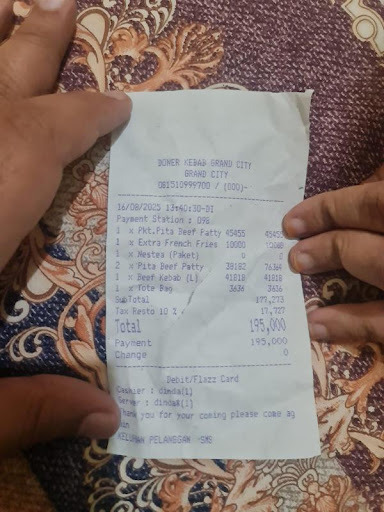 DONER KEBAB GRAND CITY
GRAND CITY
081510999700 / (000)-
16/08/2025 13:40:30-DI
Payment Station : 096
1 x Pkt.Pita Beef Patty 45455 45455
1 x Extra French Fries 10000 10000
1 x Nestea (Paket) 0 0
2 x Pita Beef Patty 38182 76364
1 x Beef Kebab (L) 41818 41818
1 x Tote Bag 3636 3636
SubTotal 177,273
Tax Resto 10 % 17,727
Total 195,000
Payment 195,000
Change 0
Debit/Flazz Card
Cashier : dinda(1)
Server : dinda(1)
Thank you for your coming please come ag
ain
KELUHAN PELANGGAN SMS